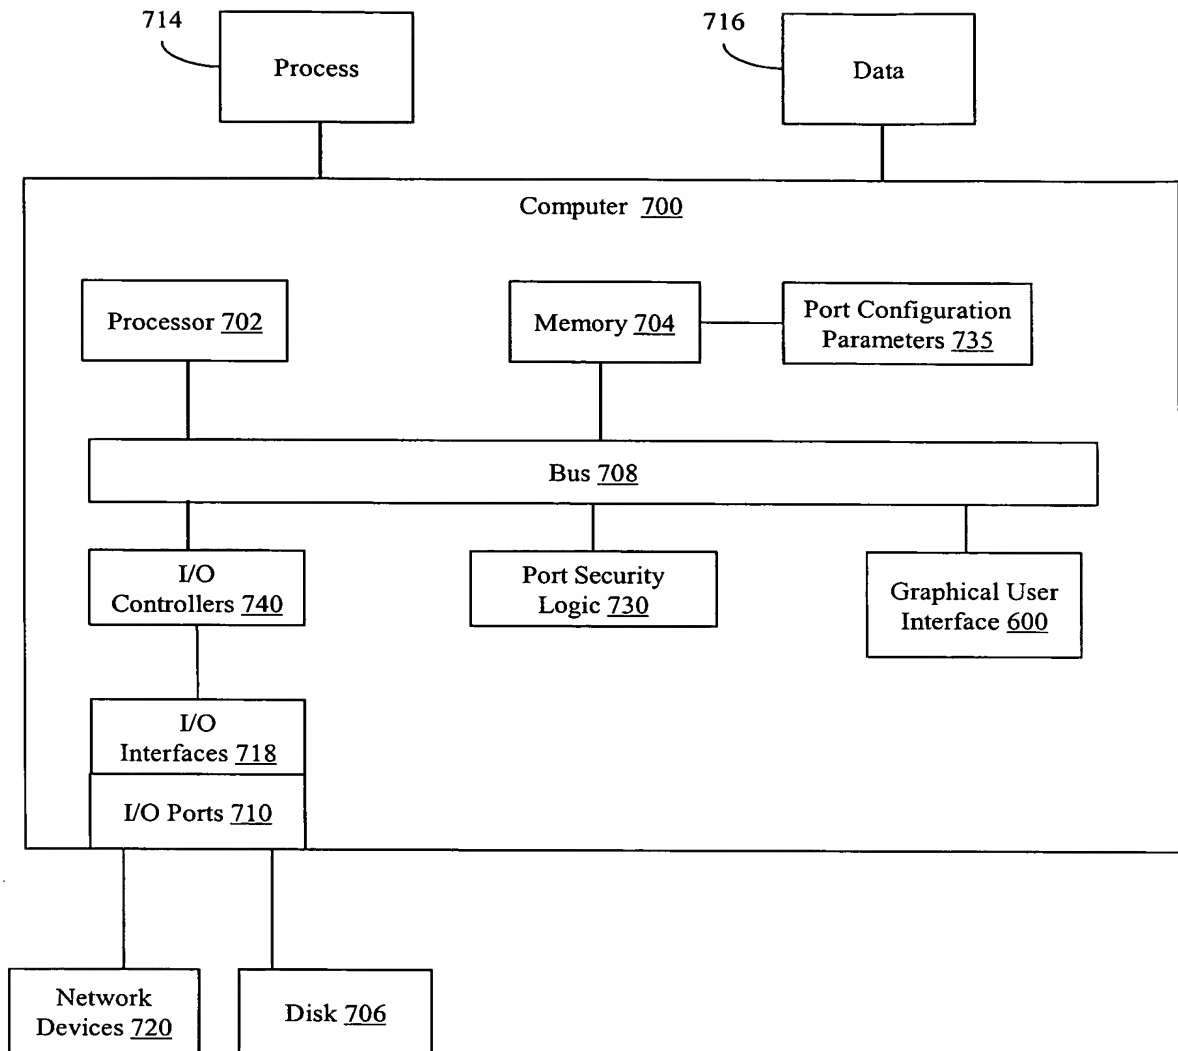 714
Process
716
Data
Computer 700
Processor 702
Memory 704
Port Configuration
Parameters 735
Bus 708
I/O
Controllers 740
Port Security
Logic 730
Graphical User
Interface 600
I/O
Interfaces 718
I/O Ports 710
Network
Devices 720
Disk 706